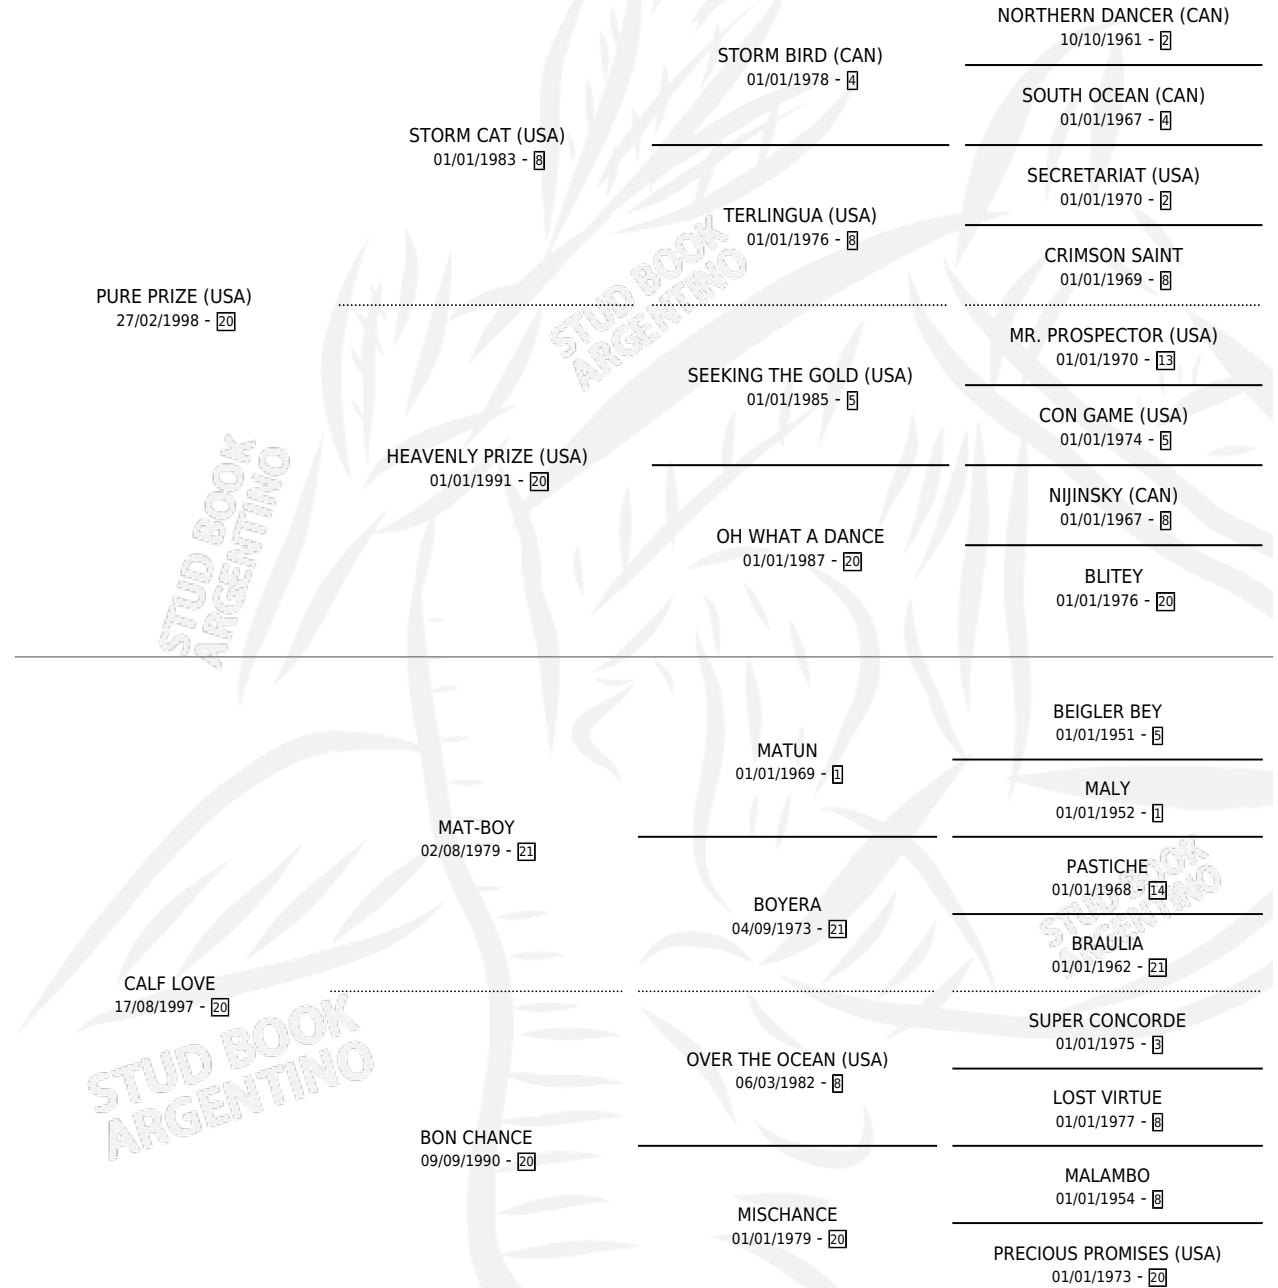 NORTHERN DANCER (CAN)
10/10/1961 - 2
STORM BIRD (CAN)
01/01/1978 - 4
SOUTH OCEAN (CAN)
01/01/1967 - 4
STORM CAT (USA)
01/01/1983 - 8
SECRETARIAT (USA)
01/01/1970 - 2
TERLINGUA (USA)
01/01/1976 - 8
CRIMSON SAINT
01/01/1969 - 8
PURE PRIZE (USA)
27/02/1998 - 20
STUD BOOK
ARGENTINO
MR. PROSPECTOR (USA)
01/01/1970 - 13
SEEKING THE GOLD (USA)
01/01/1985 - 5
CON GAME (USA)
01/01/1974 - 5
HEAVENLY PRIZE (USA)
01/01/1991 - 20
NIJINSKY (CAN)
01/01/1967 - 8
OH WHAT A DANCE
01/01/1987 - 20
BLITEY
01/01/1976 - 20
STUD BOOK
ARGENTINO
BEIGLER BEY
01/01/1951 - 5
MATUN
01/01/1969 - 1
MALY
01/01/1952 - 1
MAT-BOY
02/08/1979 - 21
PASTICHE
01/01/1968 - 14
BOYERA
04/09/1973 - 21
STUD BOOK
ARGENTINO
BRAULIA
01/01/1962 - 21
CALF LOVE
17/08/1997 - 20
SUPER CONCORDE
01/01/1975 - 3
OVER THE OCEAN (USA)
06/03/1982 - 8
STUD BOOK
ARGENTINO
LOST VIRTUE
01/01/1977 - 8
BON CHANCE
09/09/1990 - 20
MALAMBO
01/01/1954 - 8
MISCHANCE
01/01/1979 - 20
PRECIOUS PROMISES (USA)
01/01/1973 - 20